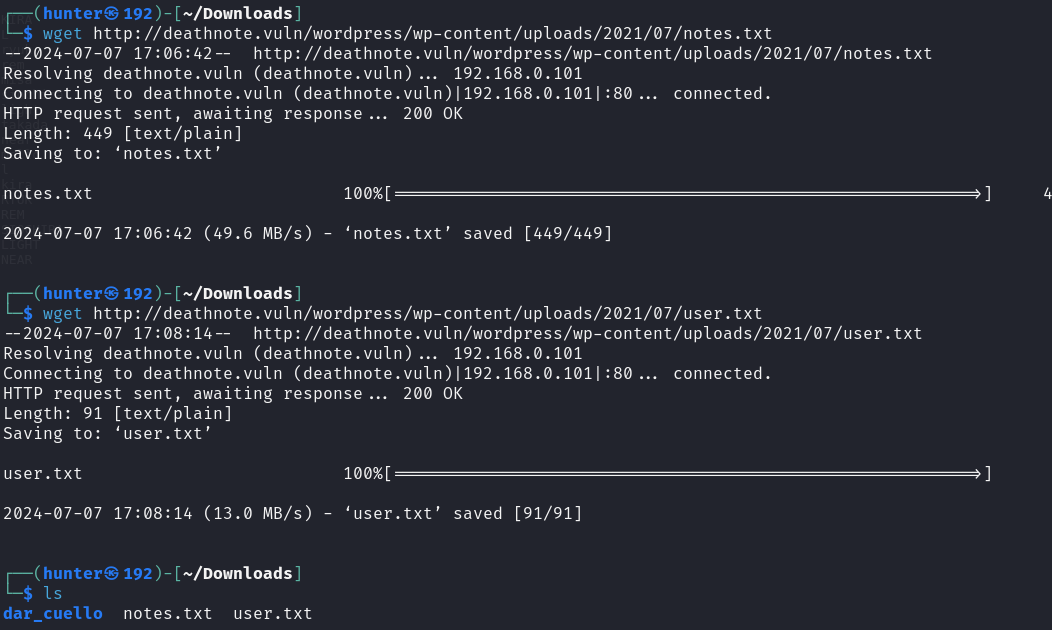 ┌──(hunter㉿192)-[~/Downloads]
└─$ wget http://deathnote.vuln/wordpress/wp-content/uploads/2021/07/notes.txt
--2024-07-07 17:06:42--  http://deathnote.vuln/wordpress/wp-content/uploads/2021/07/notes.txt
Resolving deathnote.vuln (deathnote.vuln)... 192.168.0.101
Connecting to deathnote.vuln (deathnote.vuln)|192.168.0.101|:80... connected.
HTTP request sent, awaiting response... 200 OK
Length: 449 [text/plain]
Saving to: ‘notes.txt’
notes.txt 100%[===========================================================>] 4
REM
2024-07-07 17:06:42 (49.6 MB/s) - ‘notes.txt’ saved [449/449]
LIGHT
NEAR
┌──(hunter㉿192)-[~/Downloads]
└─$ wget http://deathnote.vuln/wordpress/wp-content/uploads/2021/07/user.txt
--2024-07-07 17:08:14--  http://deathnote.vuln/wordpress/wp-content/uploads/2021/07/user.txt
Resolving deathnote.vuln (deathnote.vuln)... 192.168.0.101
Connecting to deathnote.vuln (deathnote.vuln)|192.168.0.101|:80... connected.
HTTP request sent, awaiting response... 200 OK
Length: 91 [text/plain]
Saving to: ‘user.txt’
user.txt 100%[===========================================================>]
2024-07-07 17:08:14 (13.0 MB/s) - ‘user.txt’ saved [91/91]
┌──(hunter㉿192)-[~/Downloads]
└─$ ls
dar_cuello  notes.txt  user.txt